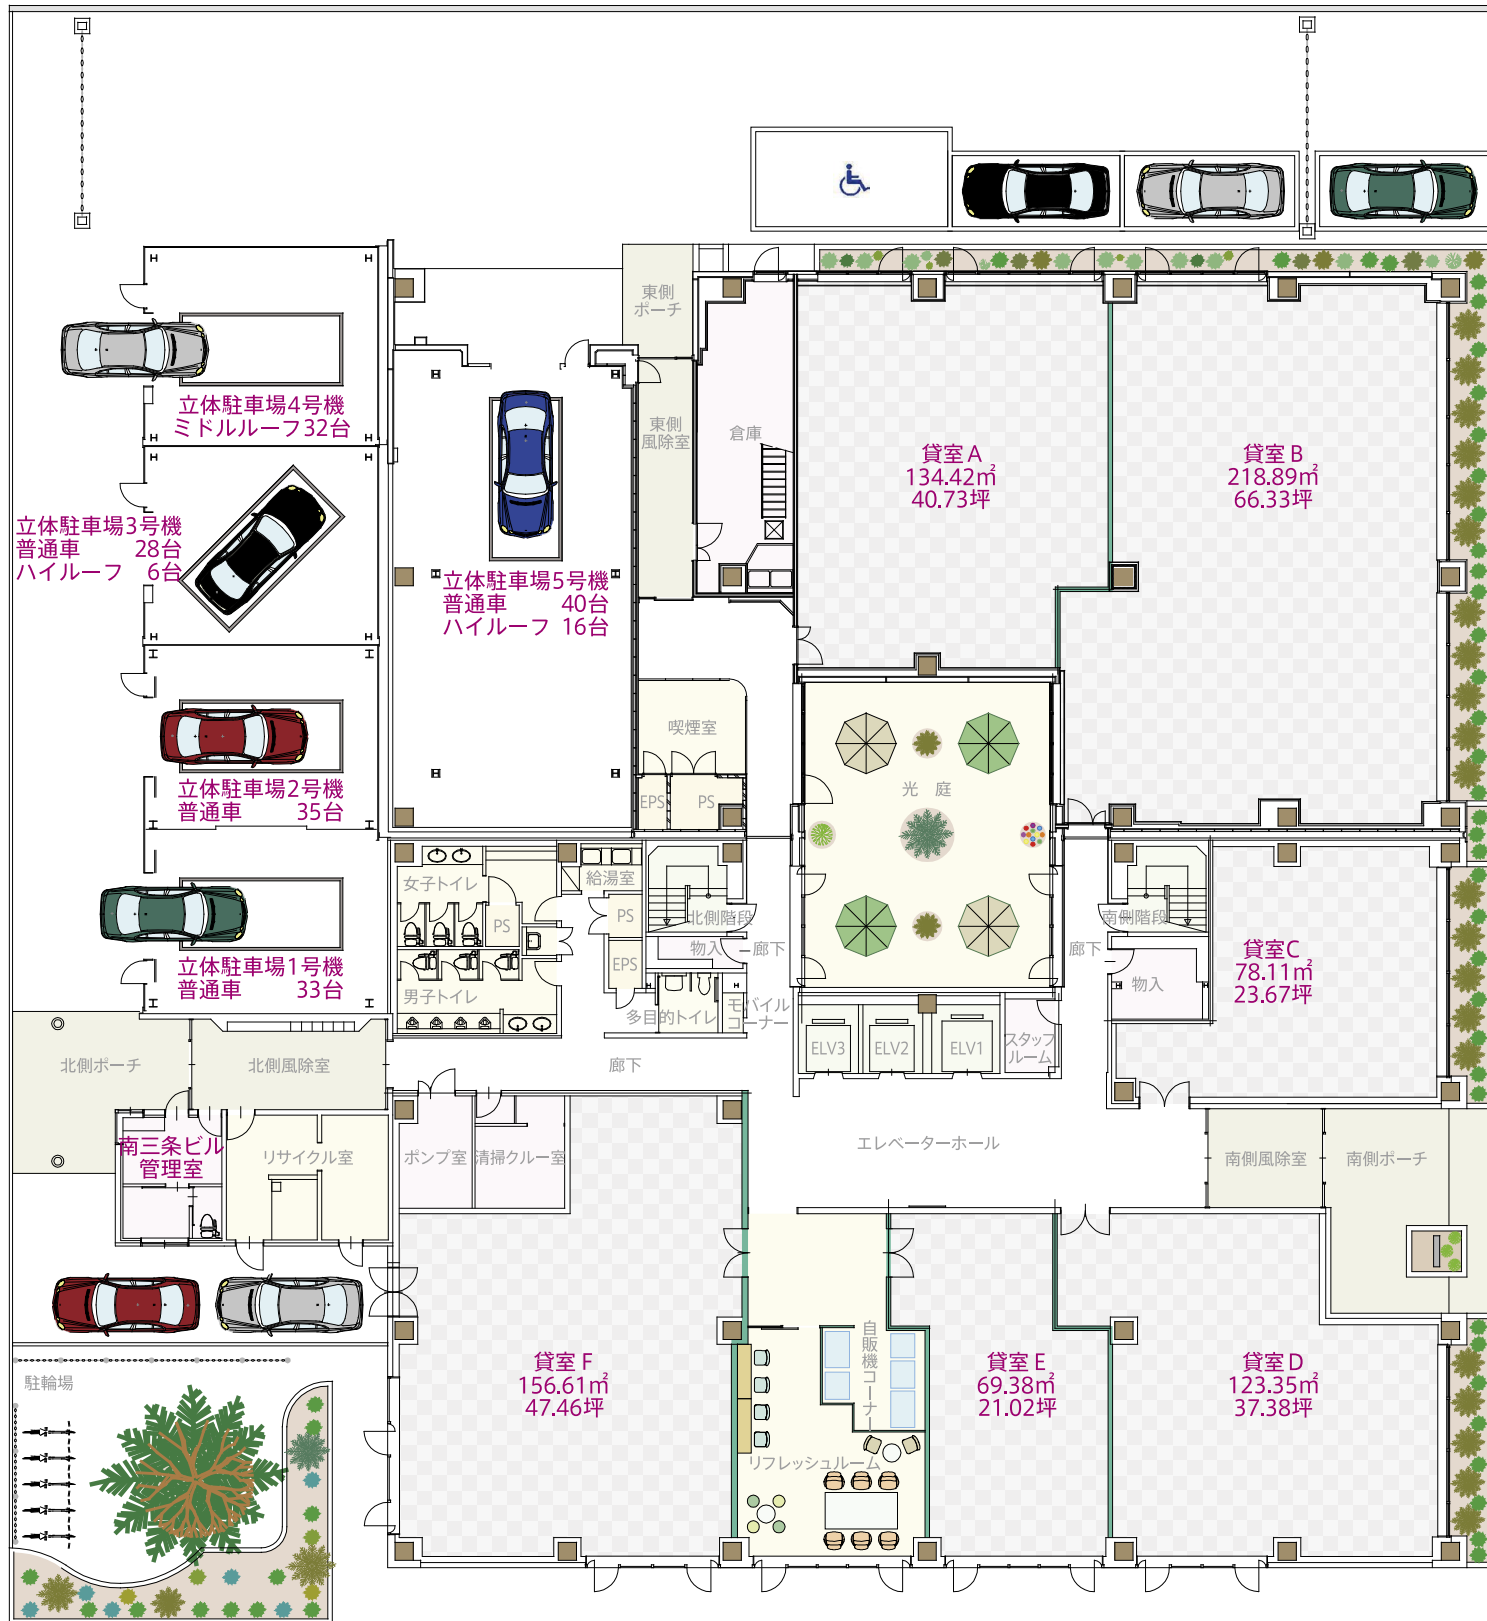 東側
ポーチ
立体駐車場4号機
ミドルルーフ32台
東側
風除室
倉庫
貸室A
134.42㎡
40.73坪
貸室B
218.89㎡
66.33坪
立体駐車場3号機
普通車 28台
ハイルーフ 6台
立体駐車場5号機
普通車 40台
ハイルーフ 16台
喫煙室
立体駐車場2号機
普通車 35台
EPS
PS
光庭
女子トイレ
給湯室
PS
PS
北側階段
南側階段
物入
廊下
廊下
EPS
貸室C
78.11㎡
23.67坪
立体駐車場1号機
普通車 33台
男子トイレ
物入
多目的トイレ
モバイル
コーナー
ELV3
ELV2
ELV1
スタッフ
ルーム
北側ポーチ
北側風除室
廊下
南三条ビル
管理室
リサイクル室
ポンプ室
清掃クルー室
エレベーターホール
南側風除室
南側ポーチ
自販機コーナー
貸室F
156.61㎡
47.46坪
貸室E
69.38㎡
21.02坪
貸室D
123.35㎡
37.38坪
駐輪場
リフレッシュルーム